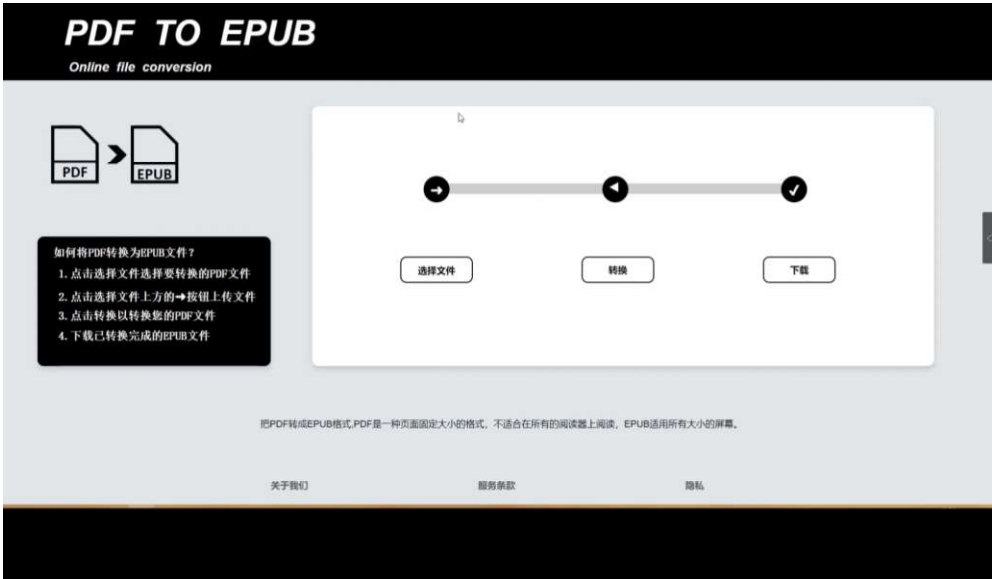 PDF TO EPUB
Online file conversion
PDF
EPUB
如何将PDF转换为EPUB文件?
1. 点击选择文件选择要转换的PDF文件
2. 点击选择文件上方的➜按钮上传文件
3. 点击转换以转换您的PDF文件
4. 下载已转换完成的EPUB文件
选择文件
转换
下载
把PDF转成EPUB格式,PDF是一种页面固定大小的格式，不适合在所有的阅读器上阅读，EPUB适用所有大小的屏幕。
关于我们
服务条款
隐私